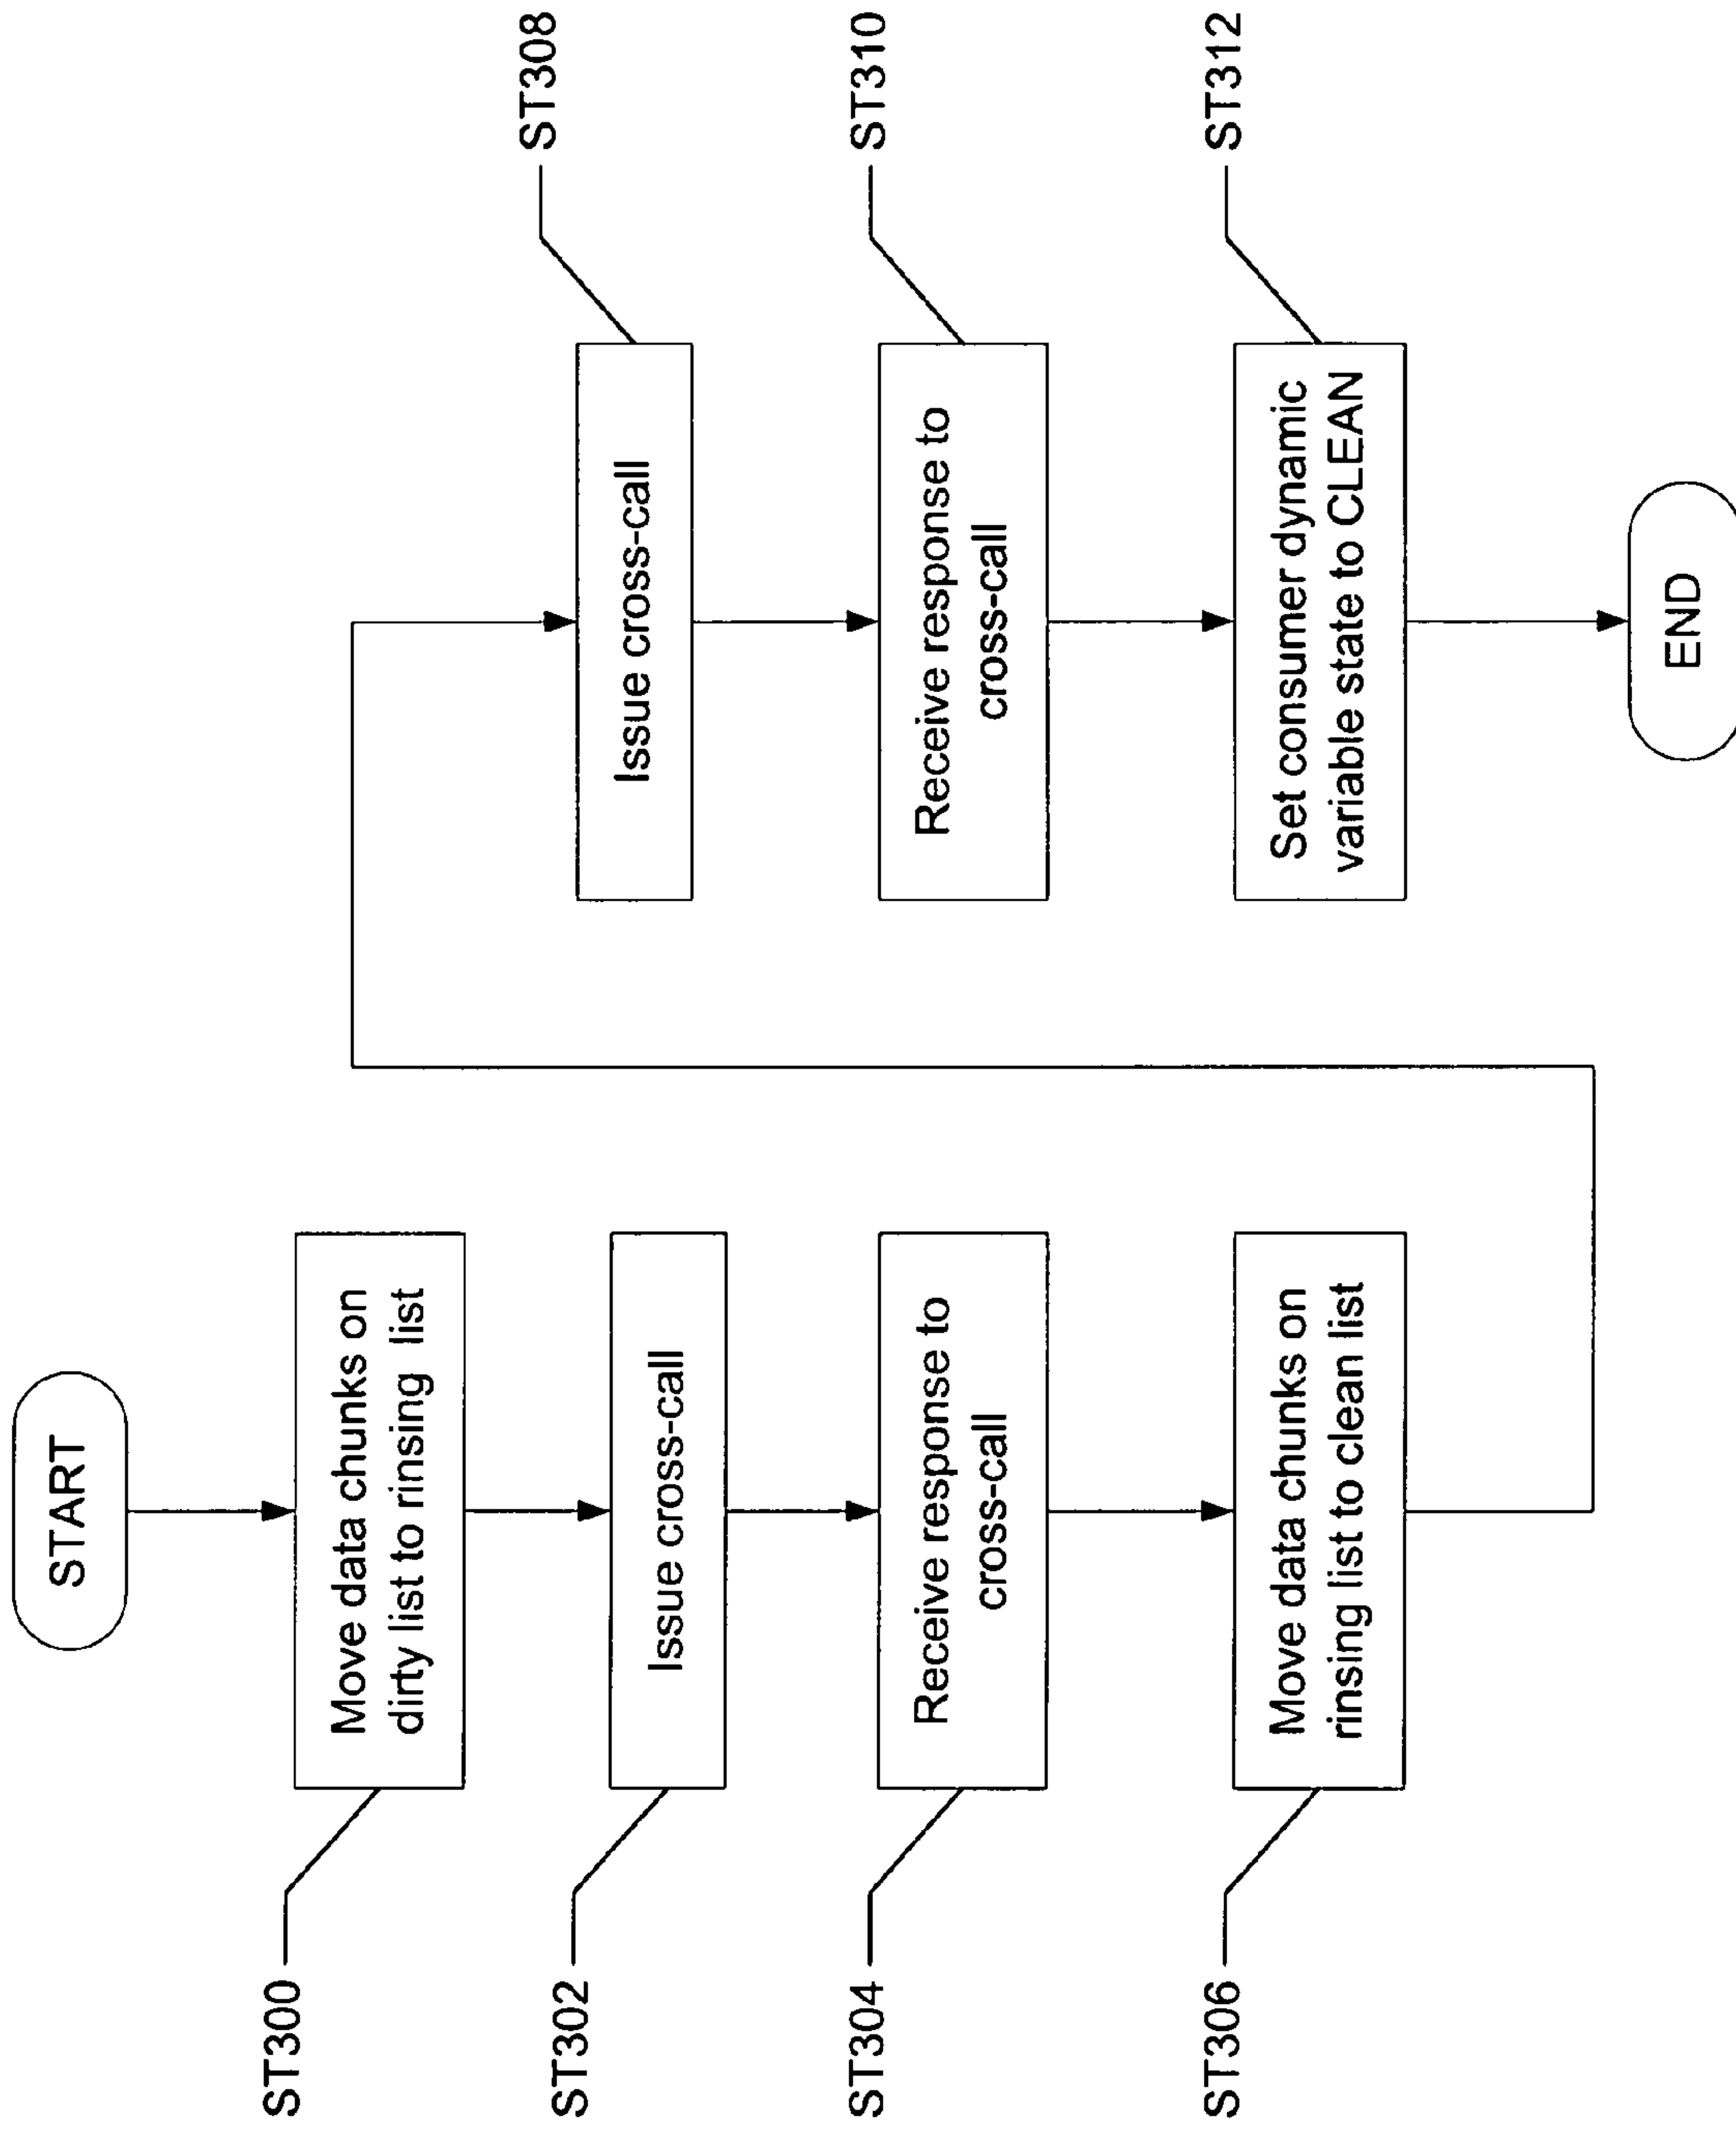 START
ST300
Move data chunks on
dirty list to rinsing list
ST302
Issue cross-call
ST304
Receive response to
cross-call
ST306
Move data chunks on
rinsing list to clean list
Issue cross-call
ST308
Receive response to
cross-call
ST310
Set consumer dynamic
variable state to CLEAN
ST312
END